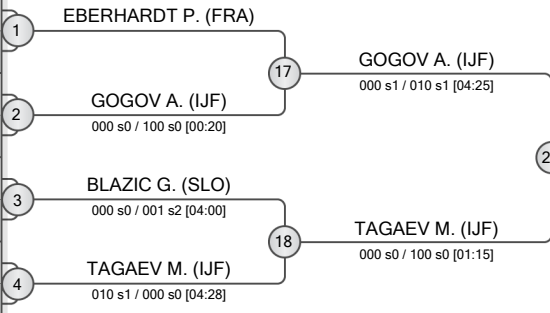 EBERHARDT P. (FRA)
1
17
GOGOV A. (IJF)
000 s1 / 010 s1 [04:25]
GOGOV A. (IJF)
2
000 s0 / 100 s0 [00:20]
2
BLAZIC G. (SLO)
3
000 s0 / 001 s2 [04:00]
18
TAGAEV M. (IJF)
000 s0 / 100 s0 [01:15]
TAGAEV M. (IJF)
4
010 s1 / 000 s0 [04:28]